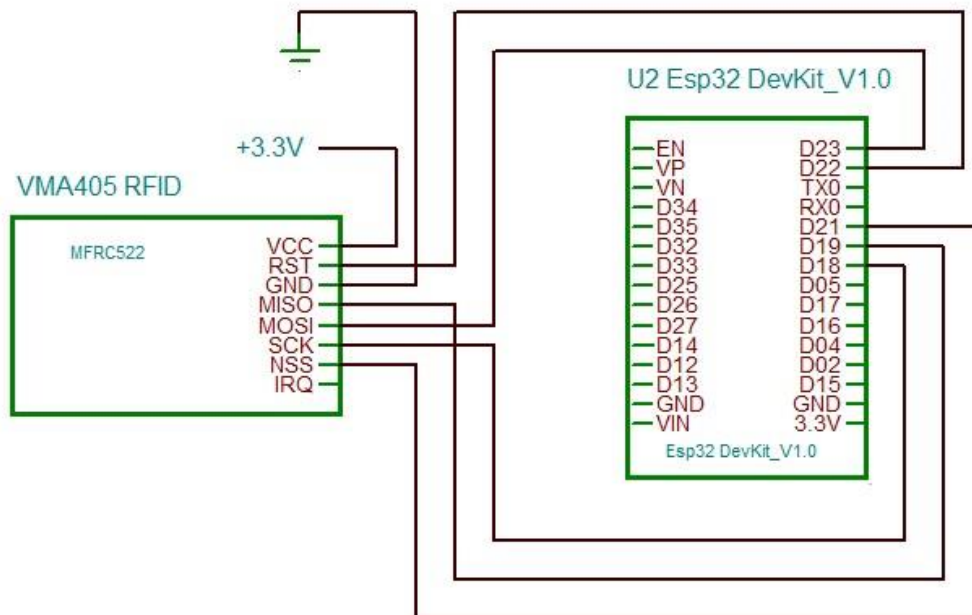 U2 Esp32 DevKit_V1.0
+3.3V
VMA405 RFID
MFRC522
VCC
RST
GND
MISO
MOSI
SCK
NSS
IRQ
EN
VP
VN
D34
D35
D32
D33
D25
D26
D27
D14
D12
D13
GND
VIN
D23
D22
TX0
RX0
D21
D19
D18
D05
D17
D16
D04
D02
D15
GND
3.3V
Esp32 DevKit_V1.0